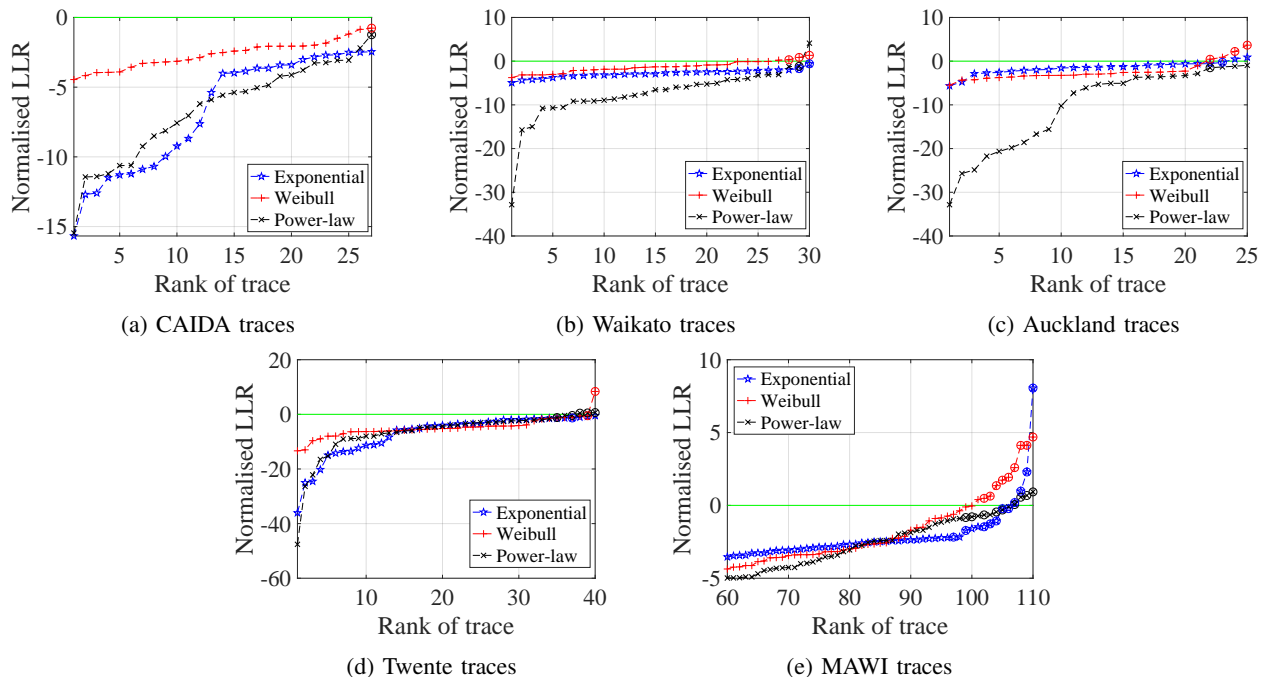 0
-5
-10
-15
5
10
15
20
25
Normalised LLR
Rank of trace
Exponential
Weibull
Power-law
(a) CAIDA traces
10
0
-10
-20
-30
-40
5
10
15
20
25
30
Normalised LLR
Rank of trace
Exponential
Weibull
Power-law
(b) Waikato traces
10
0
-10
-20
-30
-40
5
10
15
20
25
Normalised LLR
Rank of trace
Exponential
Weibull
Power-law
(c) Auckland traces
20
0
-20
-40
-60
10
20
30
40
Normalised LLR
Rank of trace
Exponential
Weibull
Power-law
(d) Twente traces
10
5
0
-5
60
70
80
90
100
110
Normalised LLR
Rank of trace
Exponential
Weibull
Power-law
(e) MAWI traces